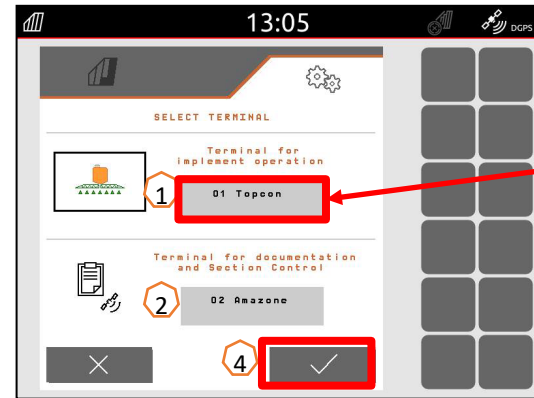 13:05
DGPS
SELECT TERMINAL
Terminal for
implement operation
1
01 Topcon
Terminal for documentation
and Section Control
2
02 Amazone
4